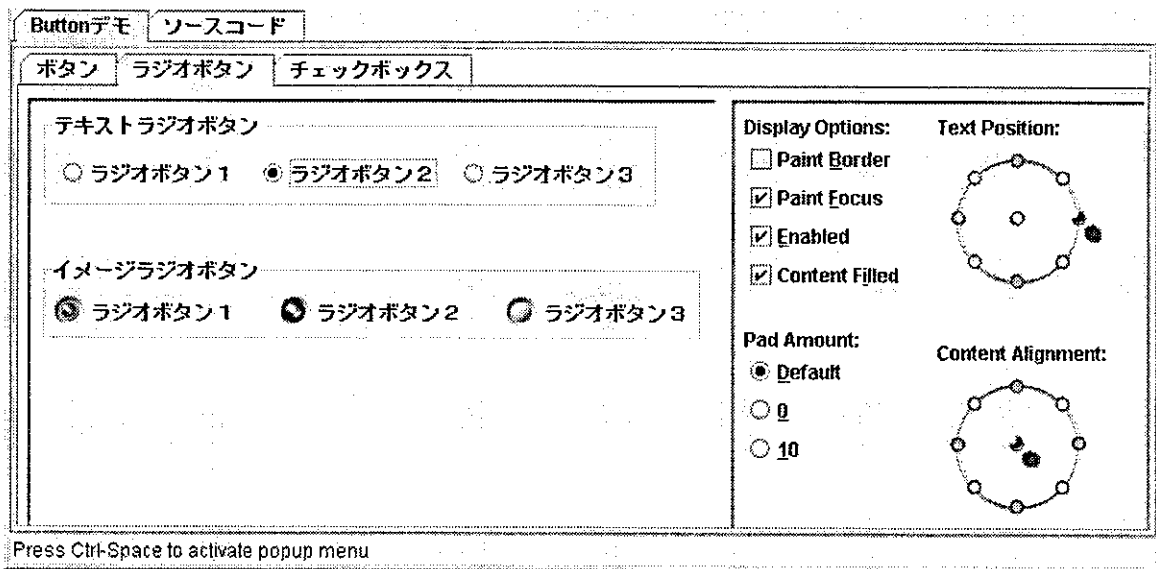 Buttonデモ ソースコード
ボタン ラジオボタン チェックボックス
テキストラジオボタン
ラジオボタン1 ラジオボタン2 ラジオボタン3
イメージラジオボタン
ラジオボタン1 ラジオボタン2 ラジオボタン3
Display Options:
Paint Border
Paint Focus
Enabled
Content Filled
Text Position:
Pad Amount:
Default
0
10
Content Alignment:
Press Ctrl-Space to activate popup menu